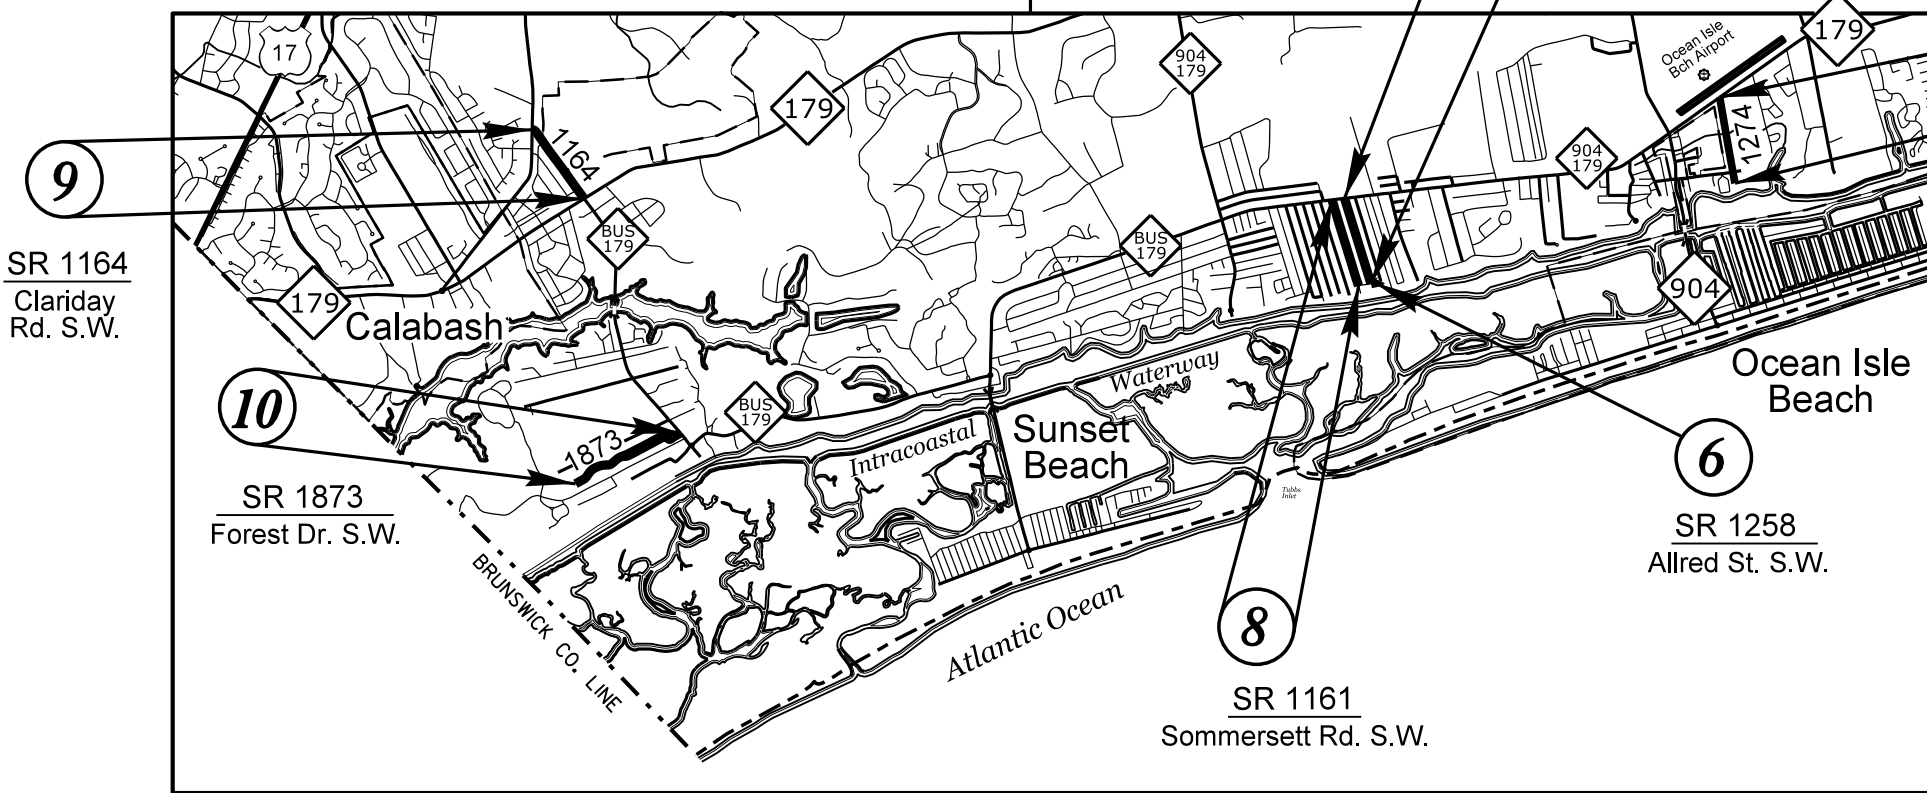 17
179
904
179
Ocean Isle
Bch Airport
179
9
1164
179
1274
904
179
SR 1164
Clariday
Rd. S.W.
BUS
179
BUS
179
179
Calabash
904
10
BUS
179
1873
Waterway
Intracoastal
Sunset
Beach
Ocean Isle
Beach
6
Tubbs
Inlet
SR 1873
Forest Dr. S.W.
SR 1258
Allred St. S.W.
BRUNSWICK CO. LINE
Atlantic Ocean
8
SR 1161
Sommersett Rd. S.W.